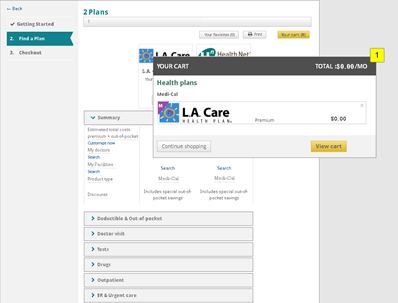 ← Back
✔ Getting Started
2. Find a Plan
3. Checkout
2 Plans
Your Favorites (0)
Print
Your cart (0)
L.A. Care
Health Net
1
YOUR CART
TOTAL :$0.00/MO
Health plans
Medi-Cal
M
L.A. Care
HEALTH PLAN
Premium
$0.00
Continue shopping
View cart
Summary
Estimated total costs
premium + out-of-pocket
Customize now
My doctors
Search
My Facilities
Search
Product type
Discounts
Search
Search
Medi-Cal
Medi-Cal
Includes special out-of-
pocket savings
Includes special out-of-
pocket savings
Deductible & Out of pocket
Doctor visit
Tests
Drugs
Outpatient
ER & Urgent care